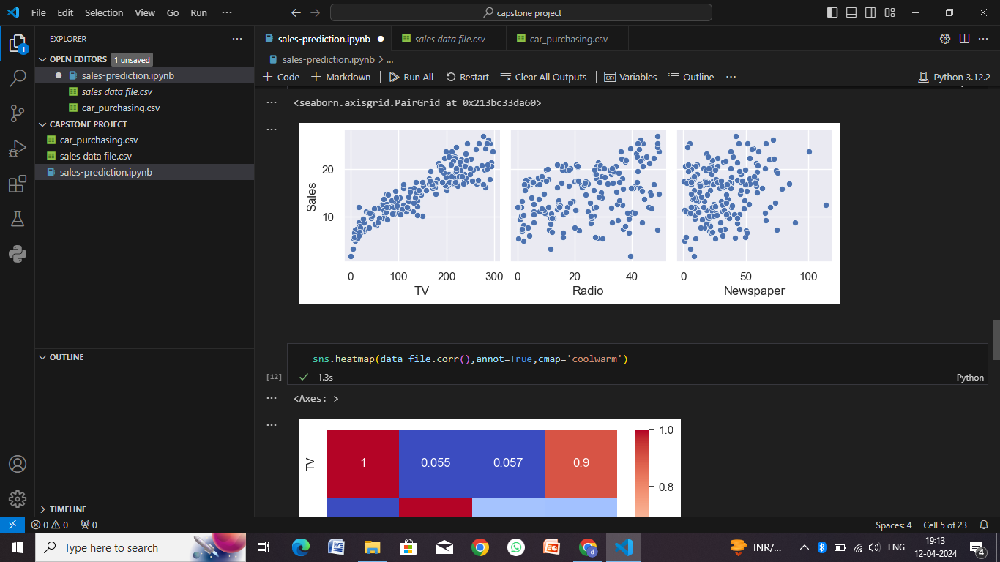 File Edit Selection View Go Run ···
capstone project
EXPLORER ···
sales-prediction.ipynb
sales data file.csv
car_purchasing.csv
OPEN EDITORS 1 unsaved
sales-prediction.ipynb > ...
sales-prediction.ipynb
Code Markdown Run All Restart Clear All Outputs Variables Outline ··· Python 3.12.2
sales data file.csv
car_purchasing.csv
CAPSTONE PROJECT
car_purchasing.csv
sales data file.csv
sales-prediction.ipynb
OUTLINE
TIMELINE
<seaborn.axisgrid.PairGrid at 0x213bc33da60>
20
10
Sales
0 100 200 300 0 20 40 0 50 100
TV Radio Newspaper
sns.heatmap(data_file.corr(),annot=True,cmap='coolwarm')
[12] 1.3s Python
<Axes: >
TV 1 0.055 0.057 0.9
1.0
0.8
0 0 0 Spaces: 4 Cell 5 of 23
Type here to search INR/... ENG 19:13
12-04-2024
4
1